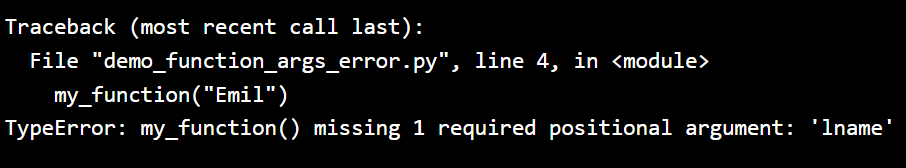 Traceback (most recent call last):
  File "demo_function_args_error.py", line 4, in <module>
    my_function("Emil")
TypeError: my_function() missing 1 required positional argument: 'lname'